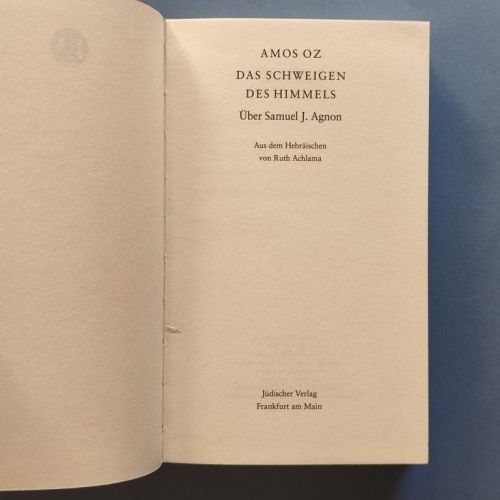 AMOS OZ
DAS SCHWEIGEN
DES HIMMELS
Über Samuel J. Agnon
Aus dem Hebräischen
von Ruth Achlama
Jüdischer Verlag
Frankfurt am Main